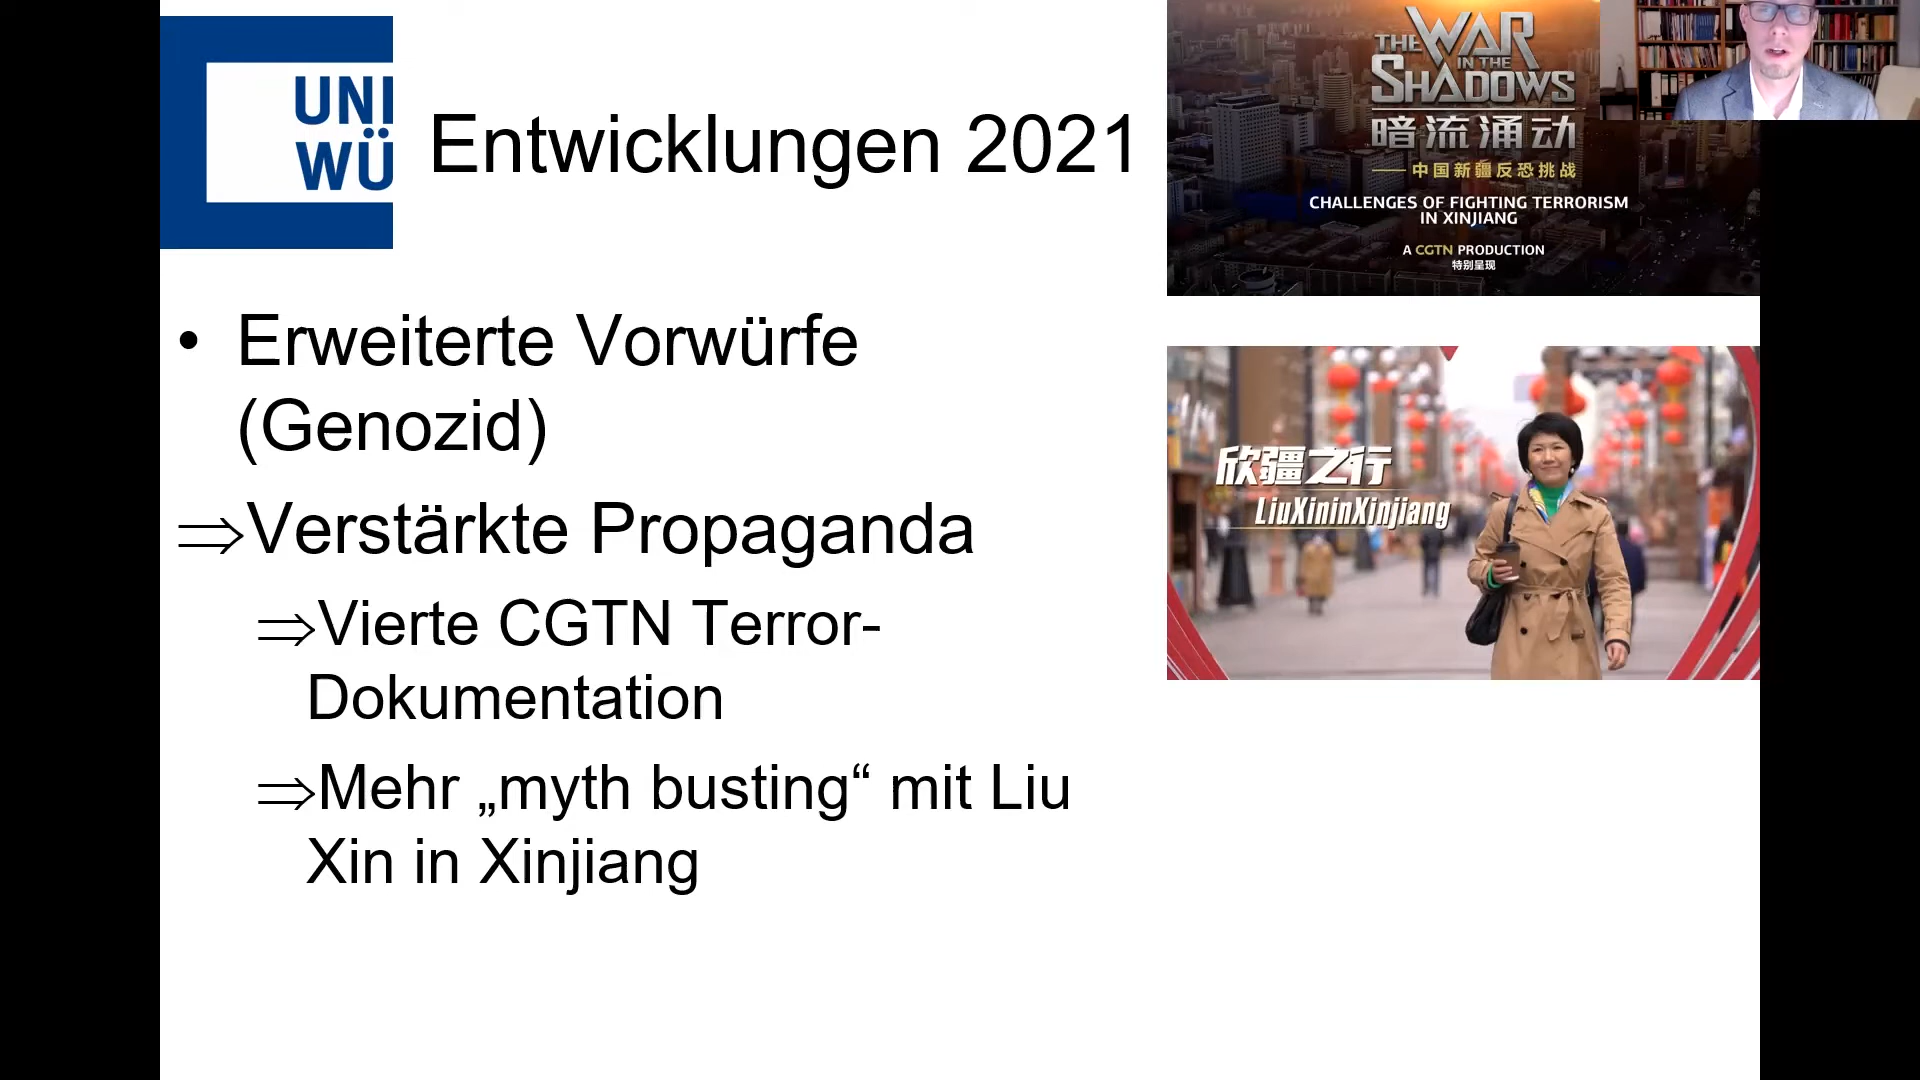 UNI
WÜ
Entwicklungen 2021
• Erweiterte Vorwürfe
(Genozid)
⇒Verstärkte Propaganda
⇒Vierte CGTN Terror-
Dokumentation
⇒Mehr „myth busting“ mit Liu
Xin in Xinjiang
THE WAR
IN THE
SHADOWS
暗流涌动
——中国新疆反恐挑战
CHALLENGES OF FIGHTING TERRORISM
IN XINJIANG
A CGTN PRODUCTION
特别呈现
欣疆之行
LiuXininXinjiang